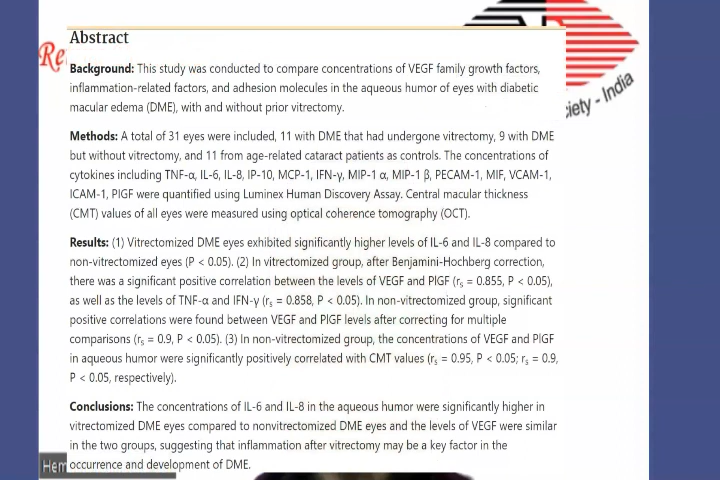 Abstract
Re
ciety - India
Background: This study was conducted to compare concentrations of VEGF family growth factors,
inflammation-related factors, and adhesion molecules in the aqueous humor of eyes with diabetic
macular edema (DME), with and without prior vitrectomy.
Methods: A total of 31 eyes were included, 11 with DME that had undergone vitrectomy, 9 with DME
but without vitrectomy, and 11 from age-related cataract patients as controls. The concentrations of
cytokines including TNF-α, IL-6, IL-8, IP-10, MCP-1, IFN-γ, MIP-1 α, MIP-1 β, PECAM-1, MIF, VCAM-1,
ICAM-1, PIGF were quantified using Luminex Human Discovery Assay. Central macular thickness
(CMT) values of all eyes were measured using optical coherence tomography (OCT).
Results: (1) Vitrectomized DME eyes exhibited significantly higher levels of IL-6 and IL-8 compared to
non-vitrectomized eyes (P < 0.05). (2) In vitrectomized group, after Benjamini-Hochberg correction,
there was a significant positive correlation between the levels of VEGF and PIGF (rs = 0.855, P < 0.05),
as well as the levels of TNF-α and IFN-γ (rs = 0.858, P < 0.05). In non-vitrectomized group, significant
positive correlations were found between VEGF and PIGF levels after correcting for multiple
comparisons (rs = 0.9, P < 0.05). (3) In non-vitrectomized group, the concentrations of VEGF and PIGF
in aqueous humor were significantly positively correlated with CMT values (rs = 0.95, P < 0.05; rs = 0.9,
P < 0.05, respectively).
Conclusions: The concentrations of IL-6 and IL-8 in the aqueous humor were significantly higher in
vitrectomized DME eyes compared to nonvitrectomized DME eyes and the levels of VEGF were similar
in the two groups, suggesting that inflammation after vitrectomy may be a key factor in the
occurrence and development of DME.
Hem